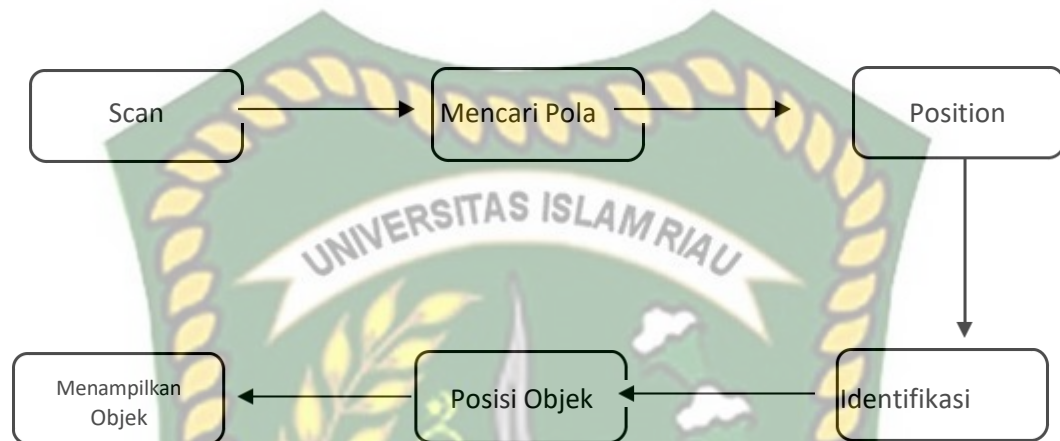 Scan
Mencari Pola
Position
UNIVERSITAS ISLAM RIAU
Menampilkan
Objek
Posisi Objek
Identifikasi